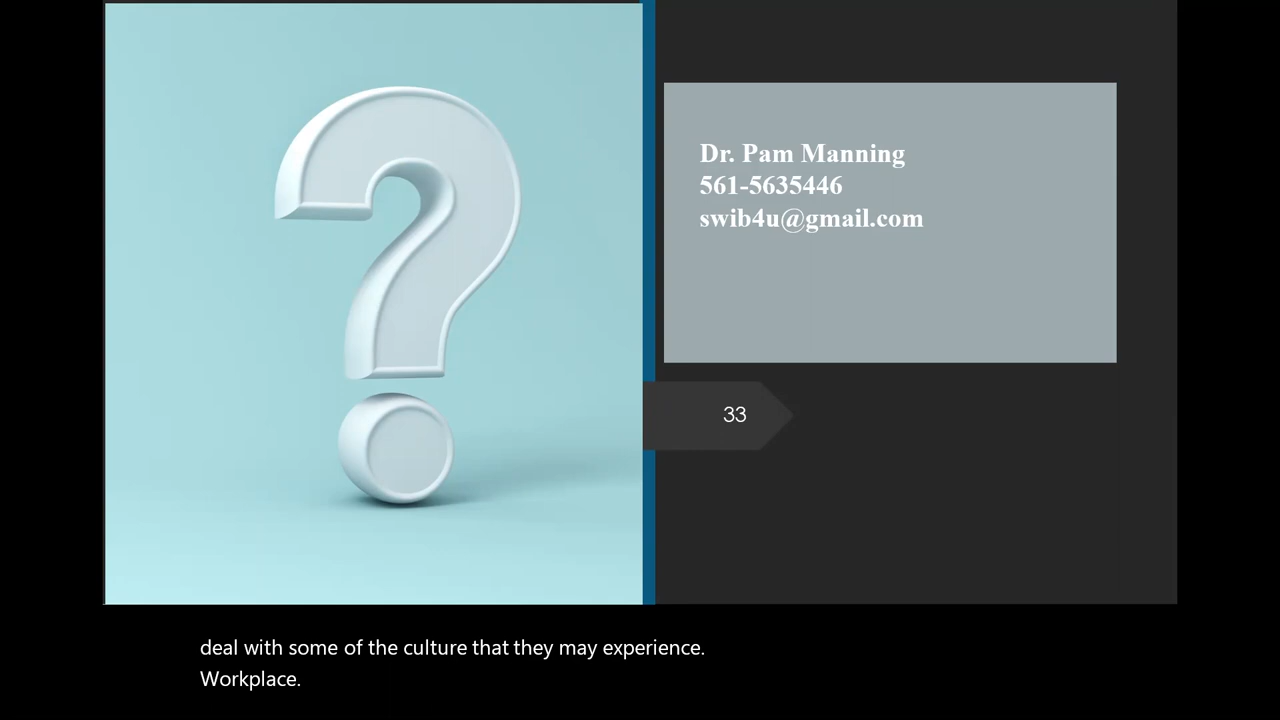 Dr. Pam Manning
561-5635446
swib4u@gmail.com
33
deal with some of the culture that they may experience.
Workplace.